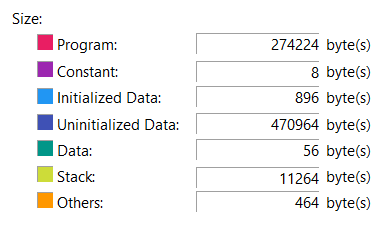 Size:
Program: 274224 byte(s)
Constant: 8 byte(s)
Initialized Data: 896 byte(s)
Uninitialized Data: 470964 byte(s)
Data: 56 byte(s)
Stack: 11264 byte(s)
Others: 464 byte(s)